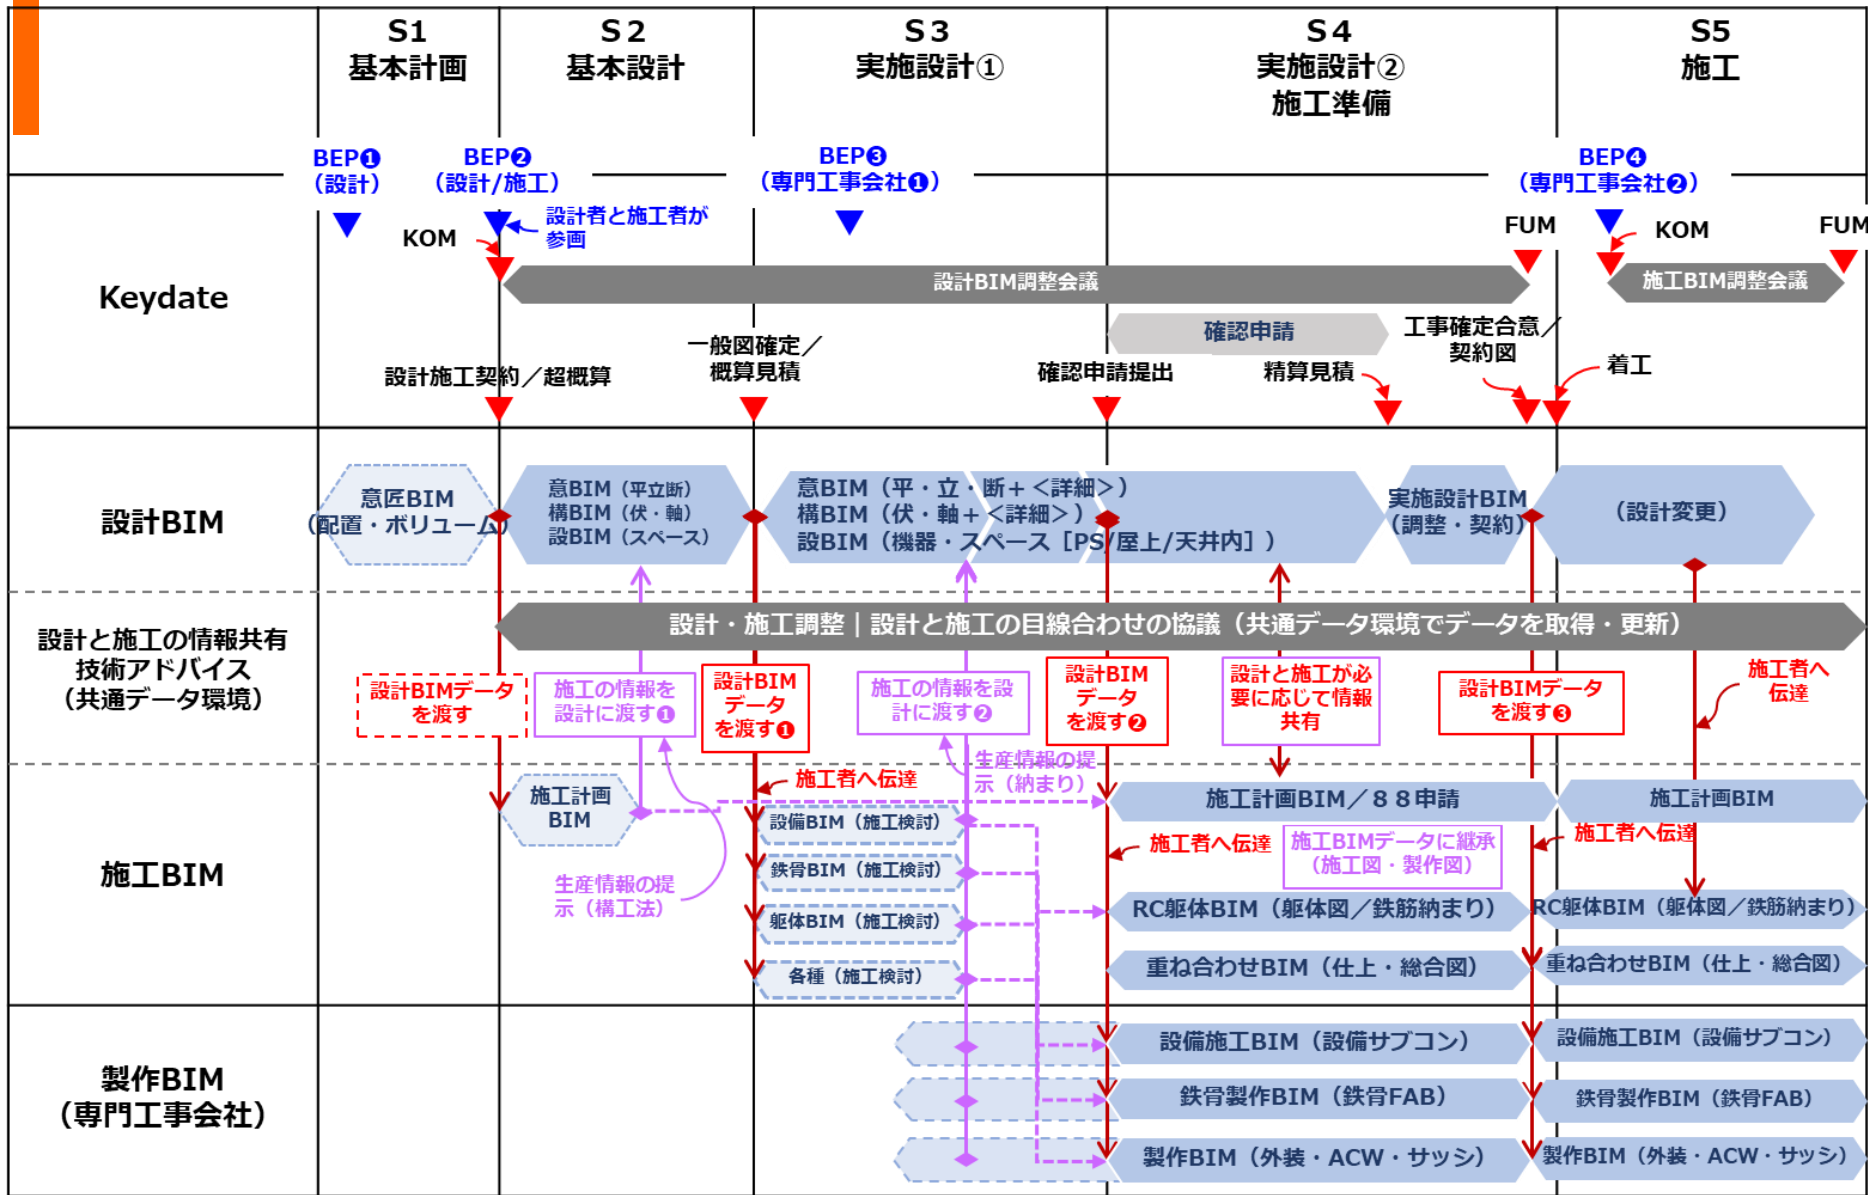 S1
基本計画
S２
基本設計
S３
実施設計①
S４
実施設計②
施工準備
S5
施工
BEP❶
（設計）
BEP❷
（設計/施工）
BEP❸
（専門工事会社❶）
BEP❹
（専門工事会社❷）
Keydate
KOM
設計者と施工者が
参画
FUM
KOM
FUM
設計BIM調整会議
施工BIM調整会議
確認申請
設計施工契約／超概算
一般図確定／
概算見積
確認申請提出
精算見積
工事確定合意／
契約図
着工
設計BIM
意匠BIM
（配置・ボリューム）
意BIM（平立断）
構BIM（伏・軸）
設BIM（スペース）
意BIM（平・立・断＋＜詳細＞）
構BIM（伏・軸＋＜詳細＞）
設BIM（機器・スペース［PS/屋上/天井内］）
実施設計BIM
（調整・契約）
（設計変更）
設計と施工の情報共有
技術アドバイス
（共通データ環境）
設計・施工調整｜設計と施工の目線合わせの協議（共通データ環境でデータを取得・更新）
設計BIMデータ
を渡す
施工の情報を
設計に渡す❶
設計BIM
データ
を渡す❶
施工の情報を設
計に渡す❷
設計BIM
データ
を渡す❷
設計と施工が必
要に応じて情報
共有
設計BIMデータ
を渡す❸
施工者へ
伝達
施工BIM
施工計画
BIM
生産情報の提
示（構工法）
施工者へ伝達
生産情報の提
示（納まり）
設備BIM（施工検討）
鉄骨BIM（施工検討）
躯体BIM（施工検討）
各種（施工検討）
施工計画BIM／８８申請
施工計画BIM
施工者へ伝達
施工BIMデータに継承
（施工図・製作図）
施工者へ伝達
RC躯体BIM（躯体図／鉄筋納まり）
RC躯体BIM（躯体図／鉄筋納まり）
重ね合わせBIM（仕上・総合図）
重ね合わせBIM（仕上・総合図）
製作BIM
（専門工事会社）
設備施工BIM（設備サブコン）
設備施工BIM（設備サブコン）
鉄骨製作BIM（鉄骨FAB）
鉄骨製作BIM（鉄骨FAB）
製作BIM（外装・ACW・サッシ）
製作BIM（外装・ACW・サッシ）